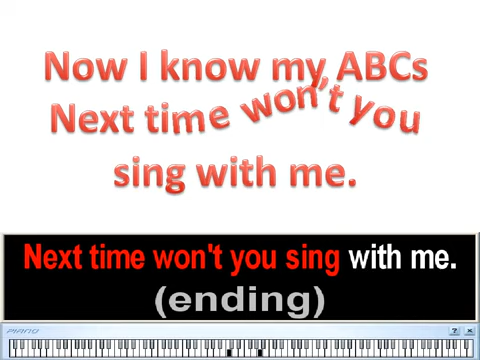 Now I know my ABCs
Next time won't you
sing with me.
Next time won't you sing with me.
(ending)
PIANO
? ×